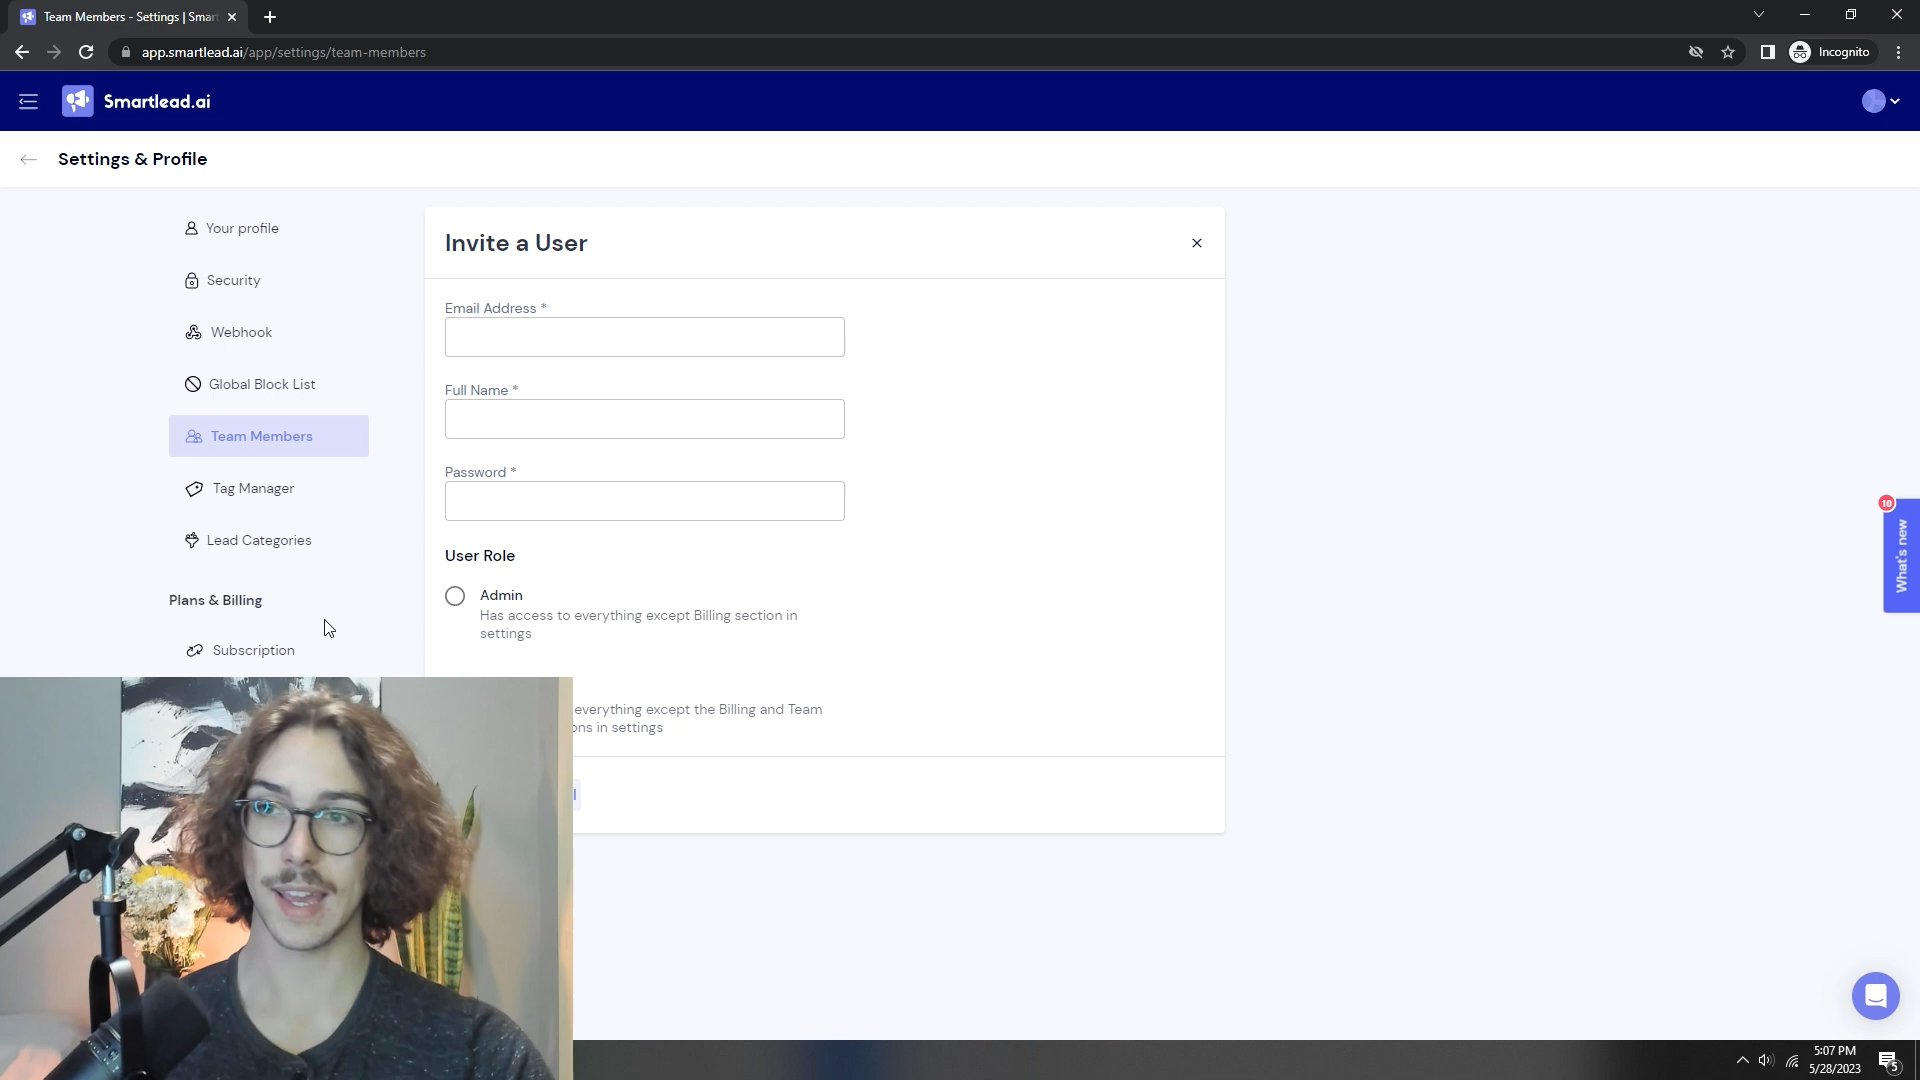 Team Members - Settings | Smar
app.smartlead.ai/app/settings/team-members
Incognito
Smartlead.ai
Settings & Profile
Your profile
Security
Webhook
Global Block List
Team Members
Tag Manager
Lead Categories
Plans & Billing
Subscription
Invite a User
Email Address *
Full Name *
Password *
User Role
Admin
Has access to everything except Billing section in
settings
everything except the Billing and Team
ons in settings
10
What's new
5:07 PM
5/28/2023
5